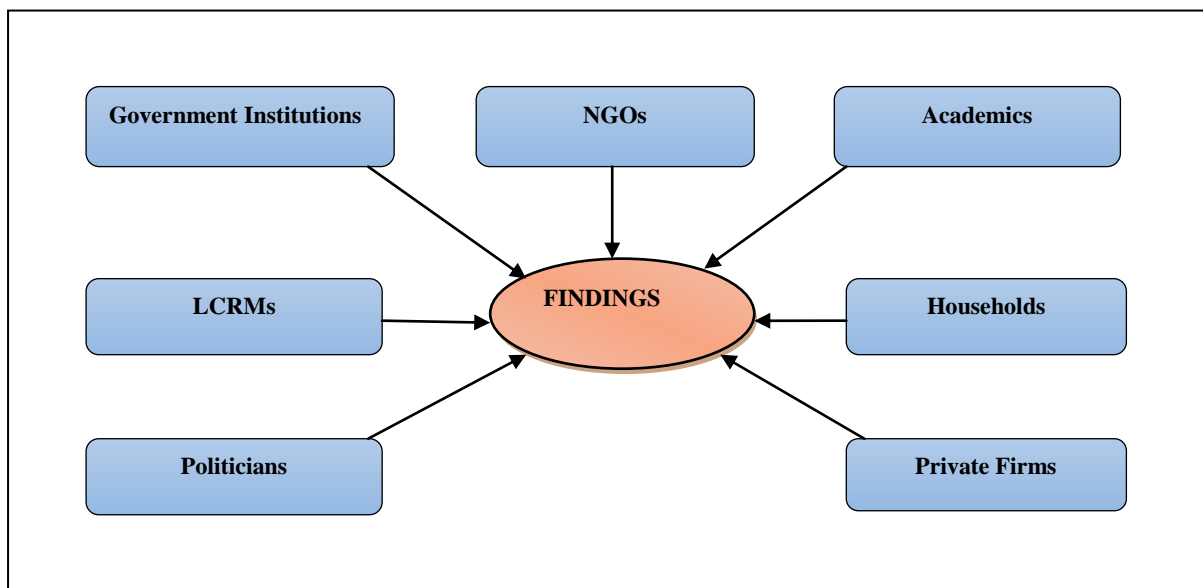 Government Institutions
NGOs
Academics
LCRMs
FINDINGS
Households
Politicians
Private Firms